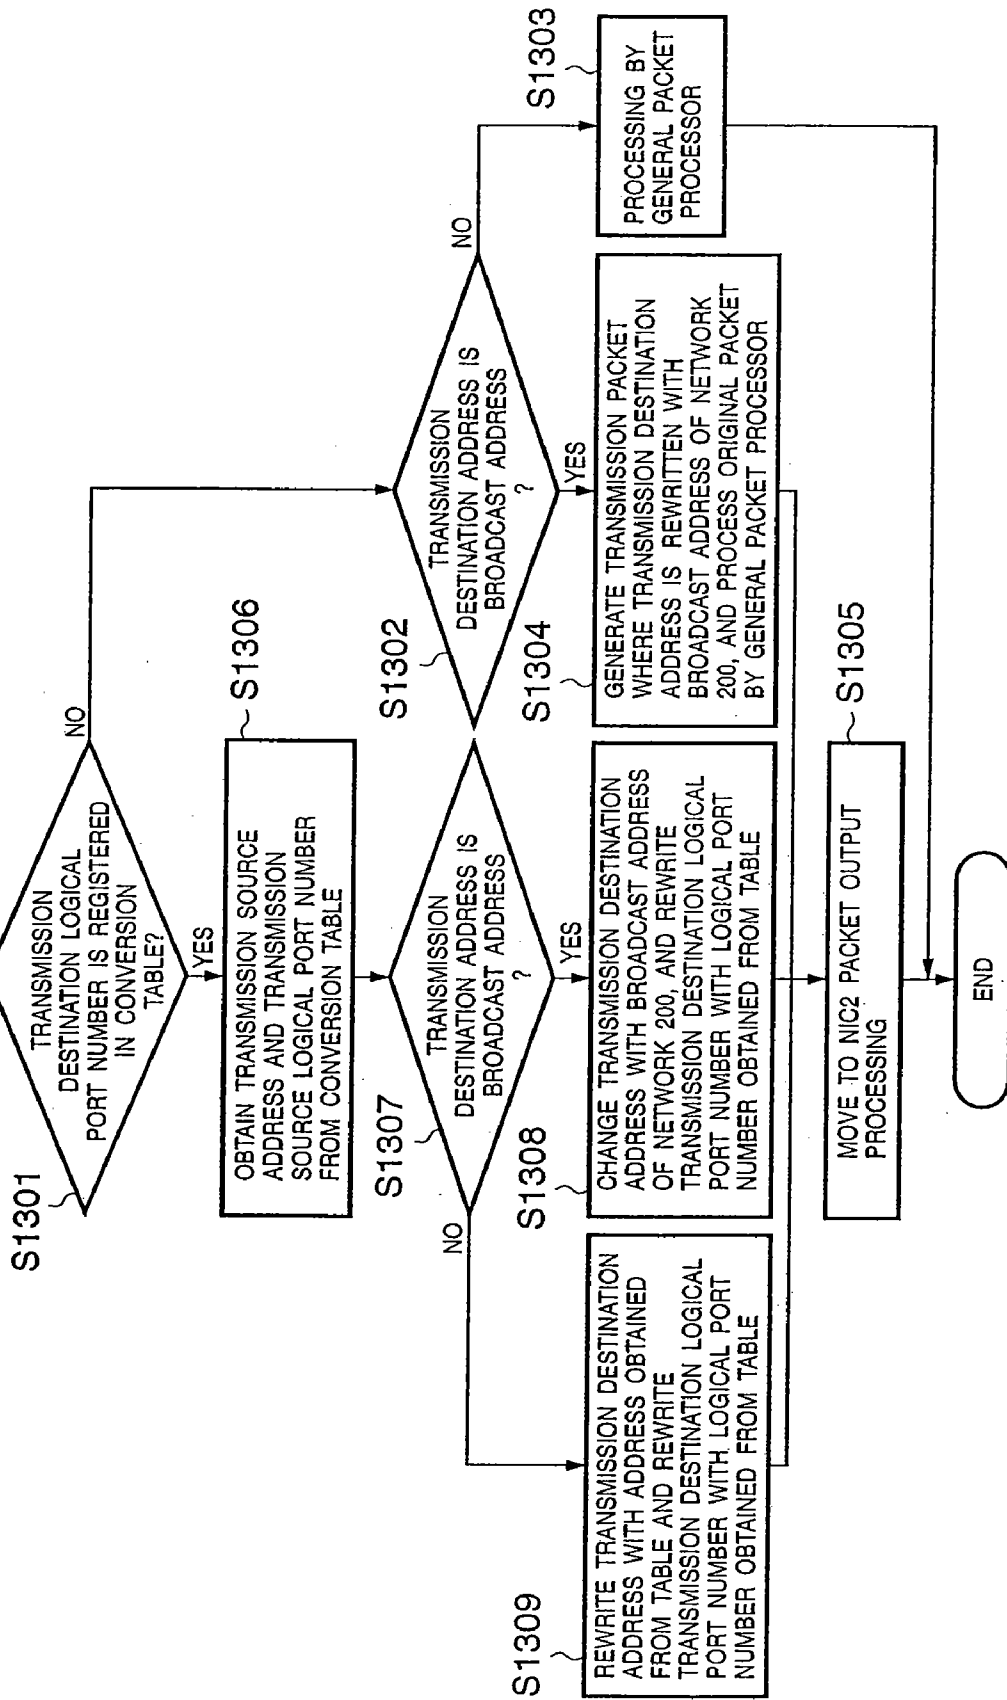 S1301
TRANSMISSION
DESTINATION LOGICAL
PORT NUMBER IS REGISTERED
IN CONVERSION
TABLE?
NO
YES
S1306
OBTAIN TRANSMISSION SOURCE
ADDRESS AND TRANSMISSION
SOURCE LOGICAL PORT NUMBER
FROM CONVERSION TABLE
S1307
TRANSMISSION
DESTINATION ADDRESS IS
BROADCAST ADDRESS
?
NO
YES
S1302
TRANSMISSION
DESTINATION ADDRESS IS
BROADCAST ADDRESS
?
NO
YES
S1309
REWRITE TRANSMISSION DESTINATION
ADDRESS WITH ADDRESS OBTAINED
FROM TABLE AND REWRITE
TRANSMISSION DESTINATION LOGICAL
PORT NUMBER WITH LOGICAL PORT
NUMBER OBTAINED FROM TABLE
S1308
CHANGE TRANSMISSION DESTINATION
ADDRESS WITH BROADCAST ADDRESS
OF NETWORK 200, AND REWRITE
TRANSMISSION DESTINATION LOGICAL
PORT NUMBER WITH LOGICAL PORT
NUMBER OBTAINED FROM TABLE
S1304
GENERATE TRANSMISSION PACKET
WHERE TRANSMISSION DESTINATION
ADDRESS IS REWRITTEN WITH
BROADCAST ADDRESS OF NETWORK
200, AND PROCESS ORIGINAL PACKET
BY GENERAL PACKET PROCESSOR
S1303
PROCESSING BY
GENERAL PACKET
PROCESSOR
S1305
MOVE TO NIC2 PACKET OUTPUT
PROCESSING
END